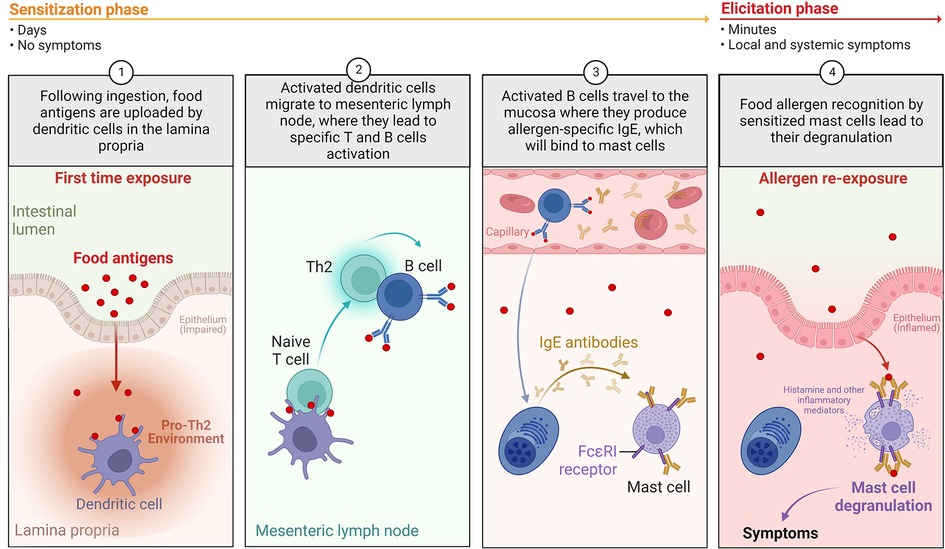 Sensitization phase
• Days
• No symptoms
Elicitation phase
• Minutes
• Local and systemic symptoms
1
Following ingestion, food
antigens are uploaded by
dendritic cells in the lamina
propria
First time exposure
Intestinal
lumen
Food antigens
Epithelium
(Impaired)
Pro-Th2
Environment
Dendritic cell
Lamina propria
2
Activated dendritic cells
migrate to mesenteric lymph
node, where they lead to
specific T and B cells
activation
Th2
B cell
Naive
T cell
Mesenteric lymph node
3
Activated B cells travel to the
mucosa where they produce
allergen-specific IgE, which
will bind to mast cells
Capillary
IgE antibodies
FcεRI
receptor
Mast cell
4
Food allergen recognition by
sensitized mast cells lead to
their degranulation
Allergen re-exposure
Epithelium
(Inflamed)
Histamine and other
inflammatory
mediators
Mast cell
degranulation
Symptoms